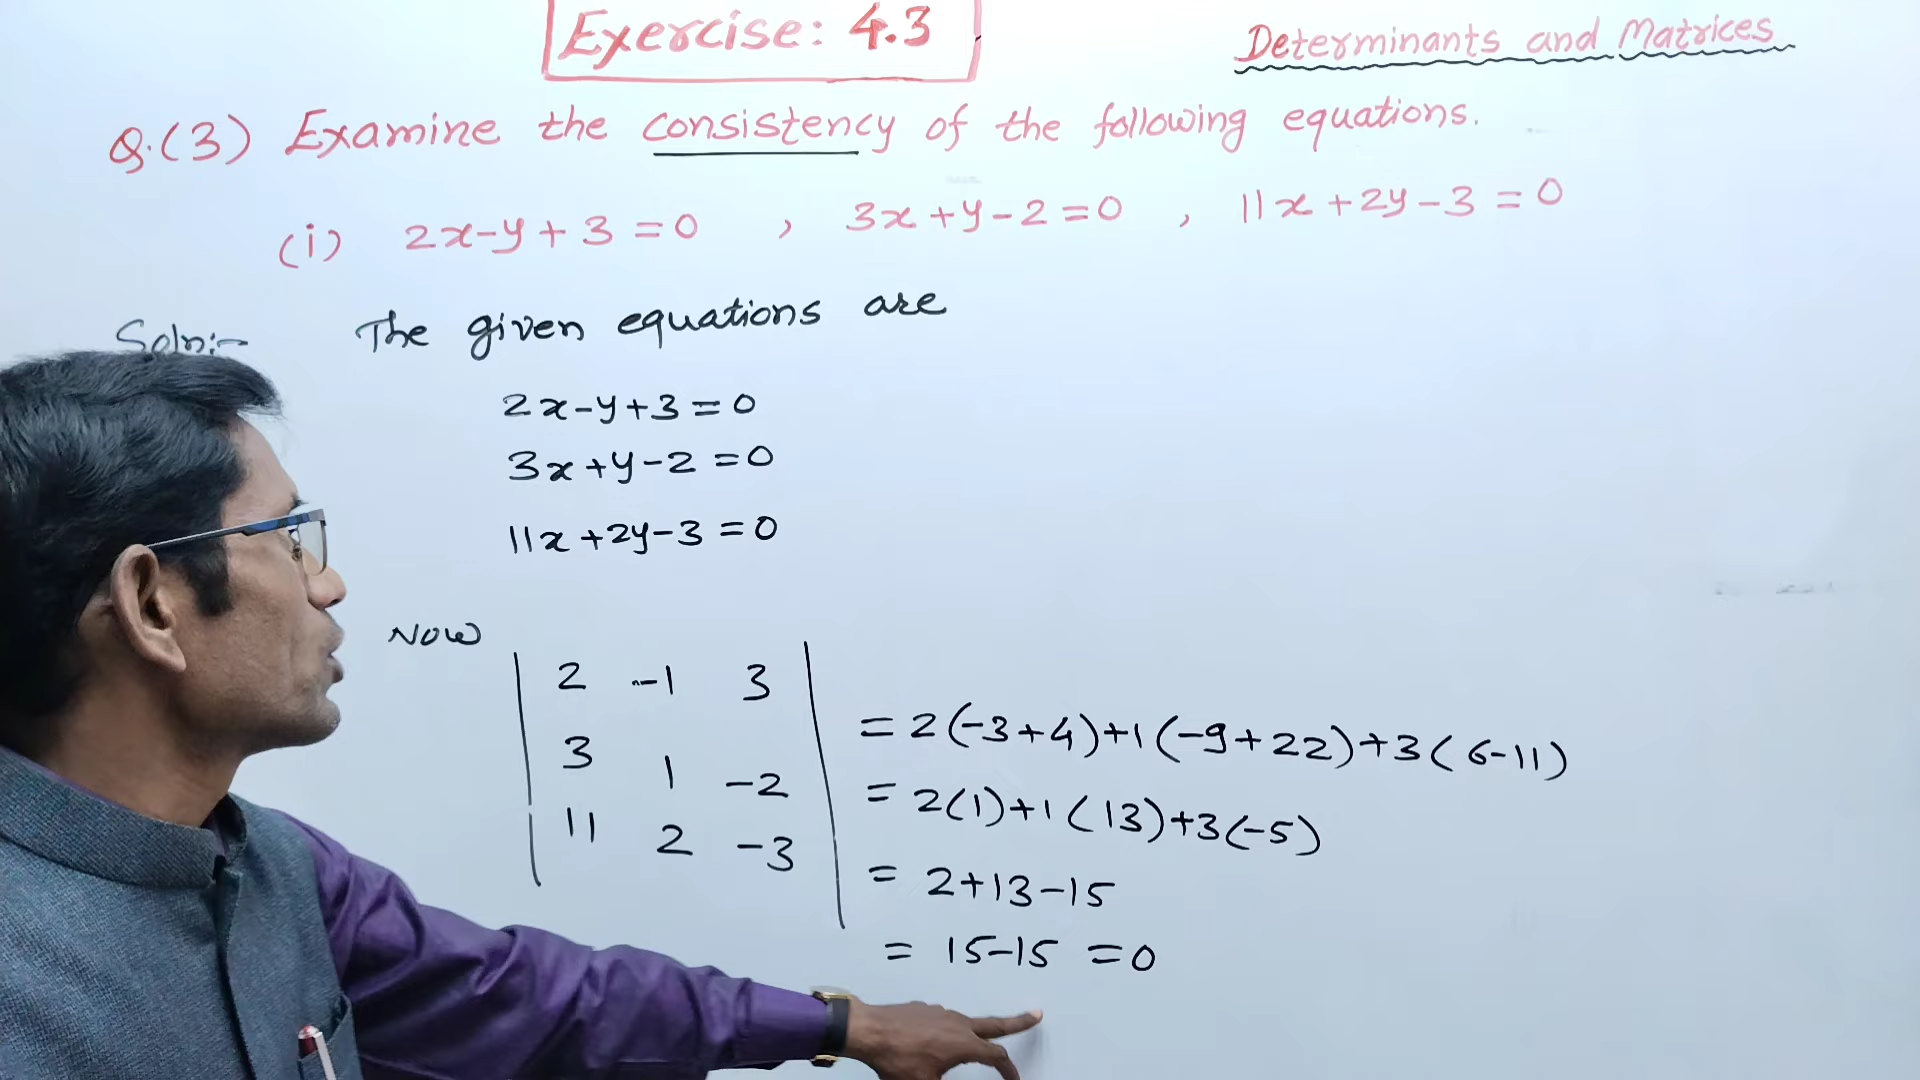 Exercise: 4.3
Determinants and Matrices
Q.(3) Examine the consistency of the following equations.
(i) 2x-y+3=0 , 3x+y-2=0 , 11x+2y-3=0
Soln:- The given equations are
2x-y+3=0
3x+y-2=0
11x+2y-3=0
Now
2 -1 3
3 1 -2
11 2 -3
=2(-3+4)+1(-9+22)+3(6-11)
=2(1)+1(13)+3(-5)
= 2+13-15
= 15-15 =0